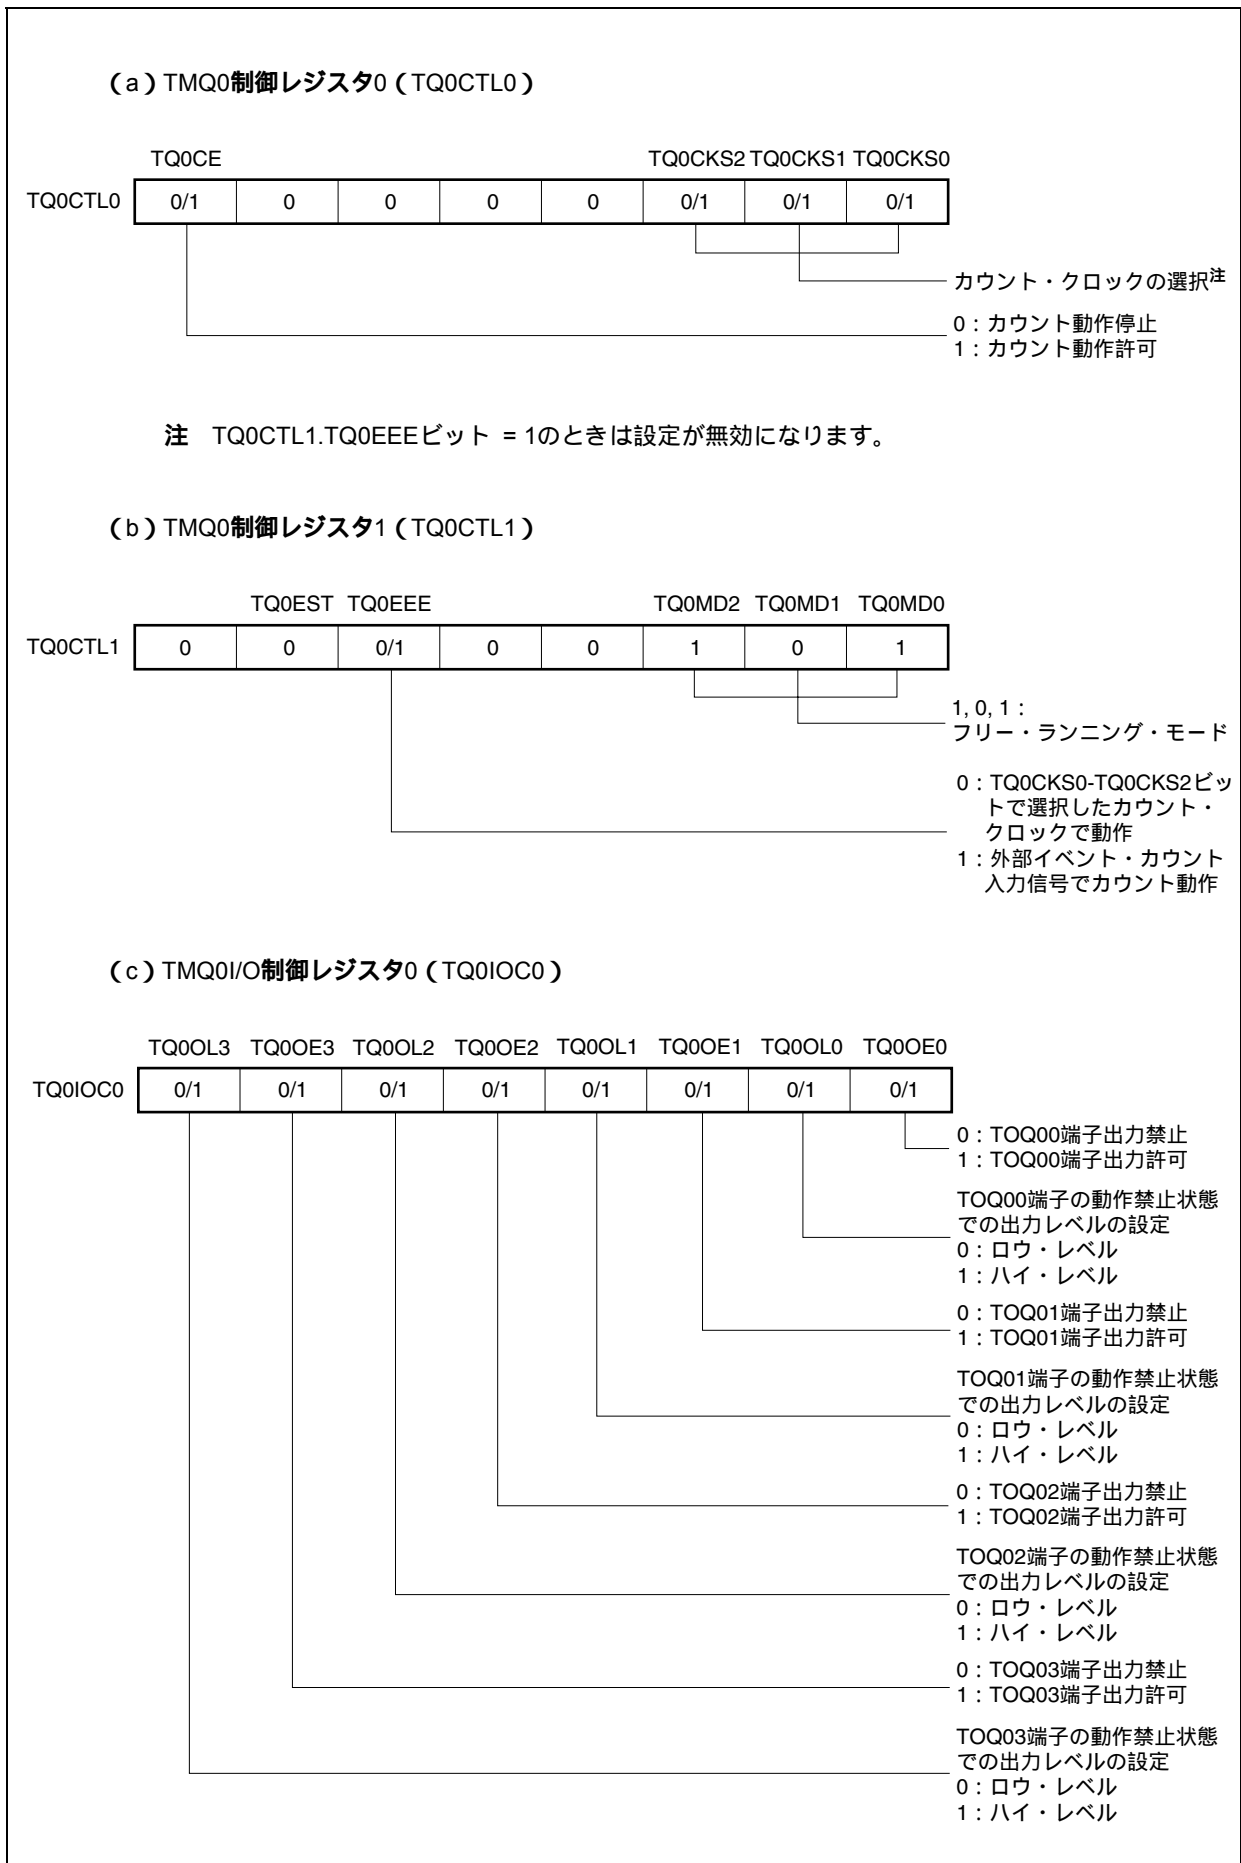 (a)TMQ0制御レジスタ0(TQ0CTL0)
TQ0CE TQ0CKS2 TQ0CKS1 TQ0CKS0
TQ0CTL0 0/1 0 0 0 0 0/1 0/1 0/1
カウント・クロックの選択注
0:カウント動作停止
1:カウント動作許可
注 TQ0CTL1.TQ0EEEビット = 1のときは設定が無効になります。
(b)TMQ0制御レジスタ1(TQ0CTL1)
TQ0EST TQ0EEE TQ0MD2 TQ0MD1 TQ0MD0
TQ0CTL1 0 0 0/1 0 0 1 0 1
1, 0, 1:
フリー・ランニング・モード
0:TQ0CKS0-TQ0CKS2ビッ
トで選択したカウント・
クロックで動作
1:外部イベント・カウント
入力信号でカウント動作
(c)TMQ0I/O制御レジスタ0(TQ0IOC0)
TQ0OL3 TQ0OE3 TQ0OL2 TQ0OE2 TQ0OL1 TQ0OE1 TQ0OL0 TQ0OE0
TQ0IOC0 0/1 0/1 0/1 0/1 0/1 0/1 0/1 0/1
0:TOQ00端子出力禁止
1:TOQ00端子出力許可
TOQ00端子の動作禁止状態
での出力レベルの設定
0:ロウ・レベル
1:ハイ・レベル
0:TOQ01端子出力禁止
1:TOQ01端子出力許可
TOQ01端子の動作禁止状態
での出力レベルの設定
0:ロウ・レベル
1:ハイ・レベル
0:TOQ02端子出力禁止
1:TOQ02端子出力許可
TOQ02端子の動作禁止状態
での出力レベルの設定
0:ロウ・レベル
1:ハイ・レベル
0:TOQ03端子出力禁止
1:TOQ03端子出力許可
TOQ03端子の動作禁止状態
での出力レベルの設定
0:ロウ・レベル
1:ハイ・レベル